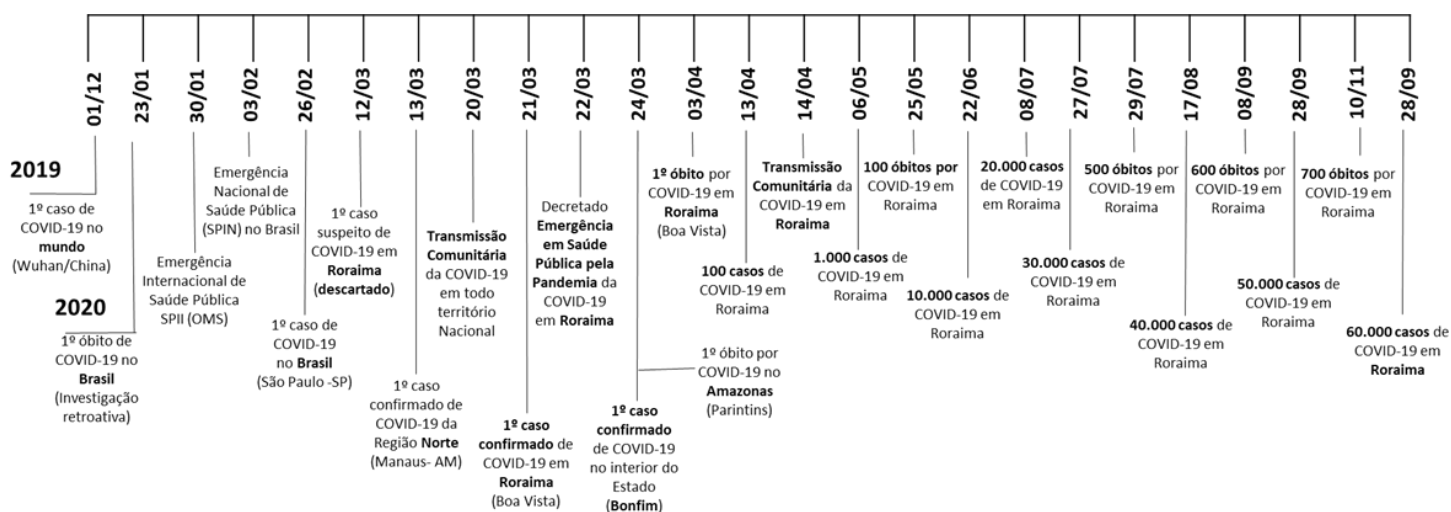 01/12
23/01
30/01
03/02
26/02
12/03
13/03
20/03
21/03
22/03
24/03
03/04
13/04
14/04
06/05
25/05
22/06
08/07
27/07
29/07
17/08
08/09
28/09
10/11
28/09
2019
1º caso de
COVID-19 no
mundo
(Wuhan/China)
2020
1º óbito de
COVID-19 no
Brasil
(Investigação
retroativa)
Emergência
Internacional de
Saúde Pública
SPII (OMS)
Emergência
Nacional de
Saúde Pública
(SPIN) no Brasil
1º caso de
COVID-19
no Brasil
(São Paulo -SP)
1º caso
suspeito de
COVID-19 em
Roraima
(descartado)
1º caso
confirmado de
COVID-19 da
Região Norte
(Manaus- AM)
Transmissão
Comunitária
da COVID-19
em todo
território
Nacional
1º caso
confirmado de
COVID-19 em
Roraima
(Boa Vista)
Decretado
Emergência
em Saúde
Pública pela
Pandemia da
COVID-19
em Roraima
1º caso
confirmado
de COVID-19
no interior do
Estado
(Bonfim)
1º óbito por
COVID-19 no
Amazonas
(Parintins)
1º óbito por
COVID-19 em
Roraima
(Boa Vista)
100 casos de
COVID-19 em
Roraima
Transmissão
Comunitária da
COVID-19 em
Roraima
1.000 casos de
COVID-19 em
Roraima
100 óbitos por
COVID-19 em
Roraima
10.000 casos de
COVID-19 em
Roraima
20.000 casos
de COVID-19
em Roraima
30.000 casos de
COVID-19 em
Roraima
500 óbitos por
COVID-19 em
Roraima
40.000 casos de
COVID-19 em
Roraima
600 óbitos por
COVID-19 em
Roraima
50.000 casos de
COVID-19 em
Roraima
700 óbitos por
COVID-19 em
Roraima
60.000 casos de
COVID-19 em
Roraima